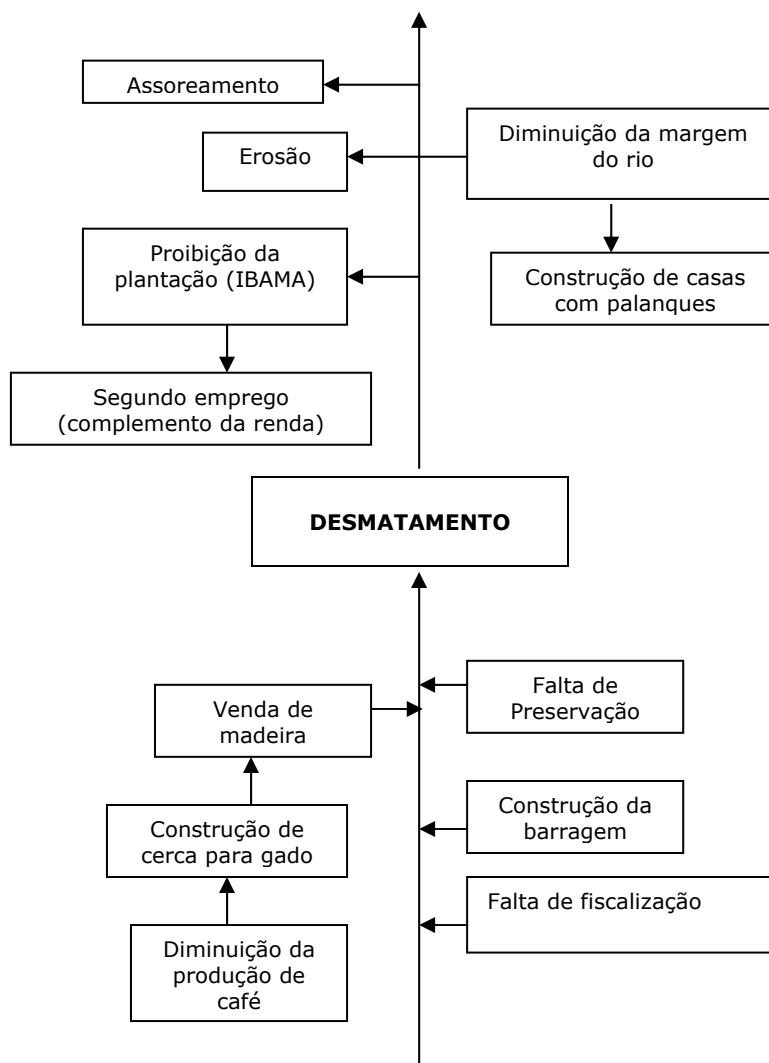 Assoreamento
Erosão
Diminuição da margem
do rio
Proibição da
plantação (IBAMA)
Construção de casas
com palanques
Segundo emprego
(complemento da renda)
DESMATAMENTO
Venda de
madeira
Falta de
Preservação
Construção de
cerca para gado
Construção da
barragem
Falta de fiscalização
Diminuição da
produção de
café